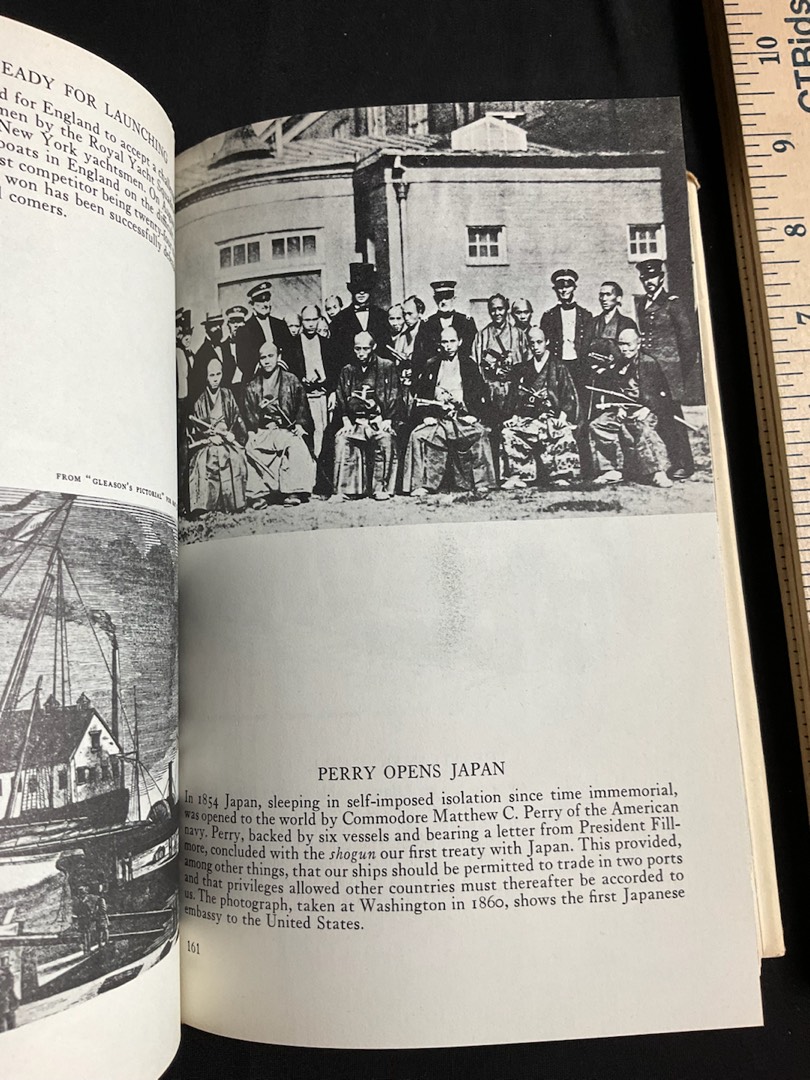 EADY FOR LAUNCHING
d for England to accept a
men by the Royal Yacht
New York yachtsmen. On
boats in England on the
st competitor being
won has been successfully
l comers.
FROM "GLEASON'S PICTORIAL"
PERRY OPENS JAPAN
In 1854 Japan, sleeping in self-imposed isolation since time immemorial,
was opened to the world by Commodore Matthew C. Perry of the American
navy. Perry, backed by six vessels and bearing a letter from President Fill-
more, concluded with the shogun our first treaty with Japan. This provided,
among other things, that our ships should be permitted to trade in two ports
and that privileges allowed other countries must thereafter be accorded to
us. The photograph, taken at Washington in 1860, shows the first Japanese
embassy to the United States.
161
10
9
8
7
CTBids